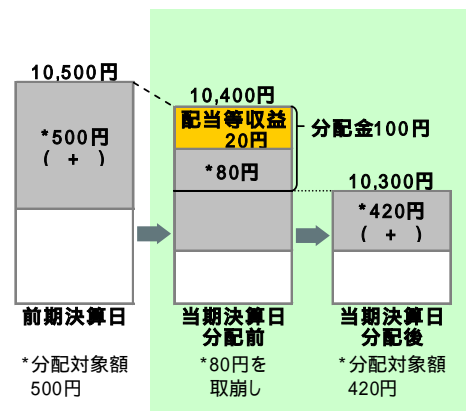 10,500円
*500円
( + )
前期決算日
*分配対象額
500円
10,400円
配当等収益
20円
*80円
分配金100円
当期決算日
分配前
*80円を
取崩し
10,300円
*420円
( + )
当期決算日
分配後
*分配対象額
420円